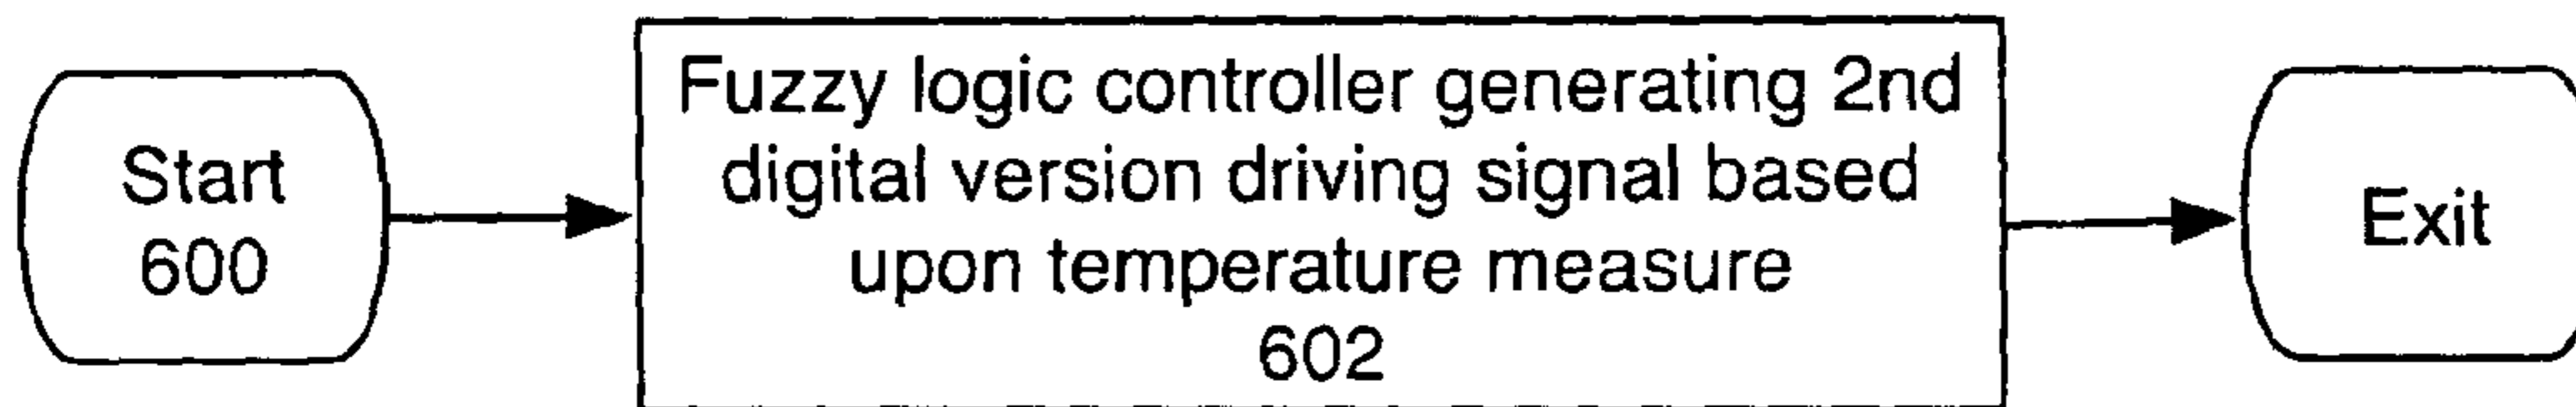 Start
600
Fuzzy logic controller generating 2nd
digital version driving signal based
upon temperature measure
602
Exit